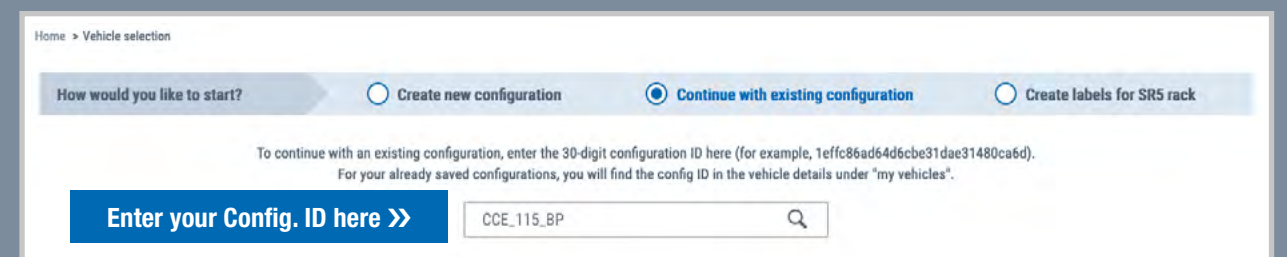 Home > Vehicle selection
How would you like to start?
Create new configuration
Continue with existing configuration
Create labels for SR5 rack
To continue with an existing configuration, enter the 30-digit configuration ID here (for example, 1effc86ad64d6cbe31dae31480ca6d).
For your already saved configurations, you will find the config ID in the vehicle details under "my vehicles".
Enter your Config. ID here »
CCE_115_BP